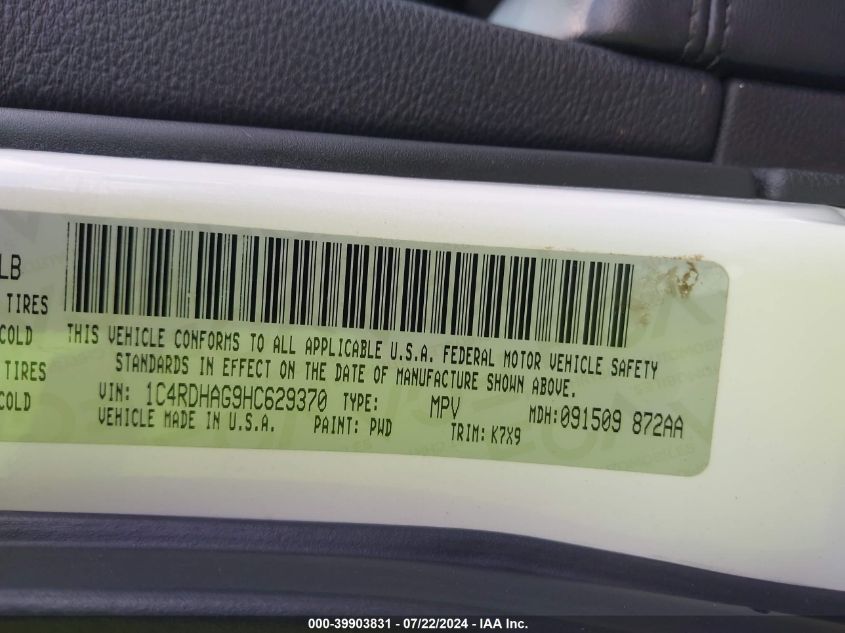 LB
TIRES
COLD
TIRES
COLD
THIS VEHICLE CONFORMS TO ALL APPLICABLE U.S.A. FEDERAL MOTOR VEHICLE SAFETY
STANDARDS IN EFFECT ON THE DATE OF MANUFACTURE SHOWN ABOVE.
VIN: 1C4RDHAG9HC629370 TYPE: MPV MDH:091509 872AA
VEHICLE MADE IN U.S.A. PAINT: PWD TRIM: K7X9
000-39903831 / 07/22/2024 - © IAA, Inc.